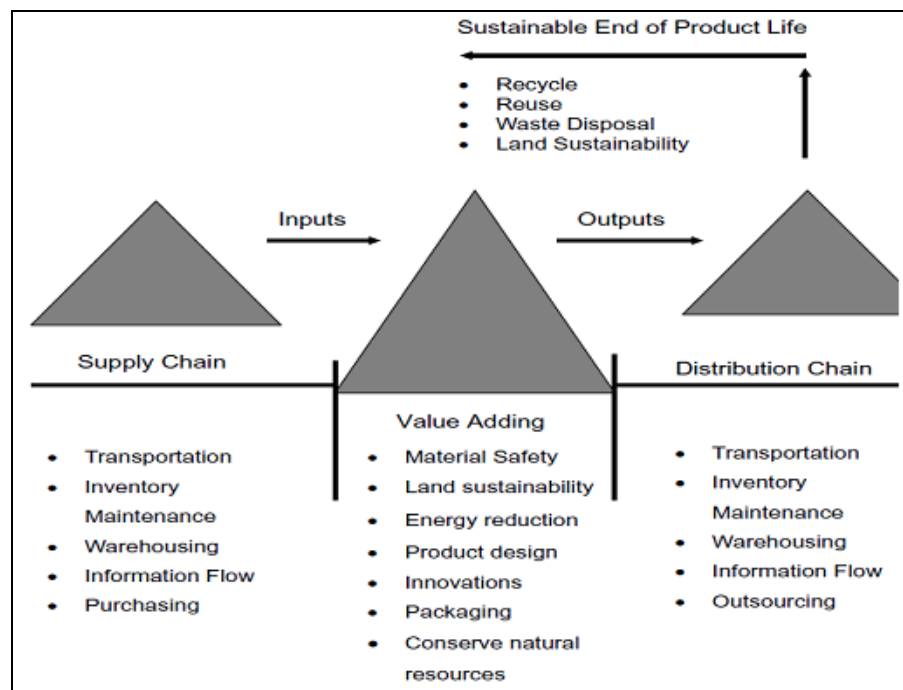 Sustainable End of Product Life
• Recycle
• Reuse
• Waste Disposal
• Land Sustainability
Inputs
Outputs
Supply Chain
• Transportation
• Inventory
Maintenance
• Warehousing
• Information Flow
• Purchasing
Value Adding
• Material Safety
• Land sustainability
• Energy reduction
• Product design
• Innovations
• Packaging
• Conserve natural
resources
Distribution Chain
• Transportation
• Inventory
Maintenance
• Warehousing
• Information Flow
• Outsourcing